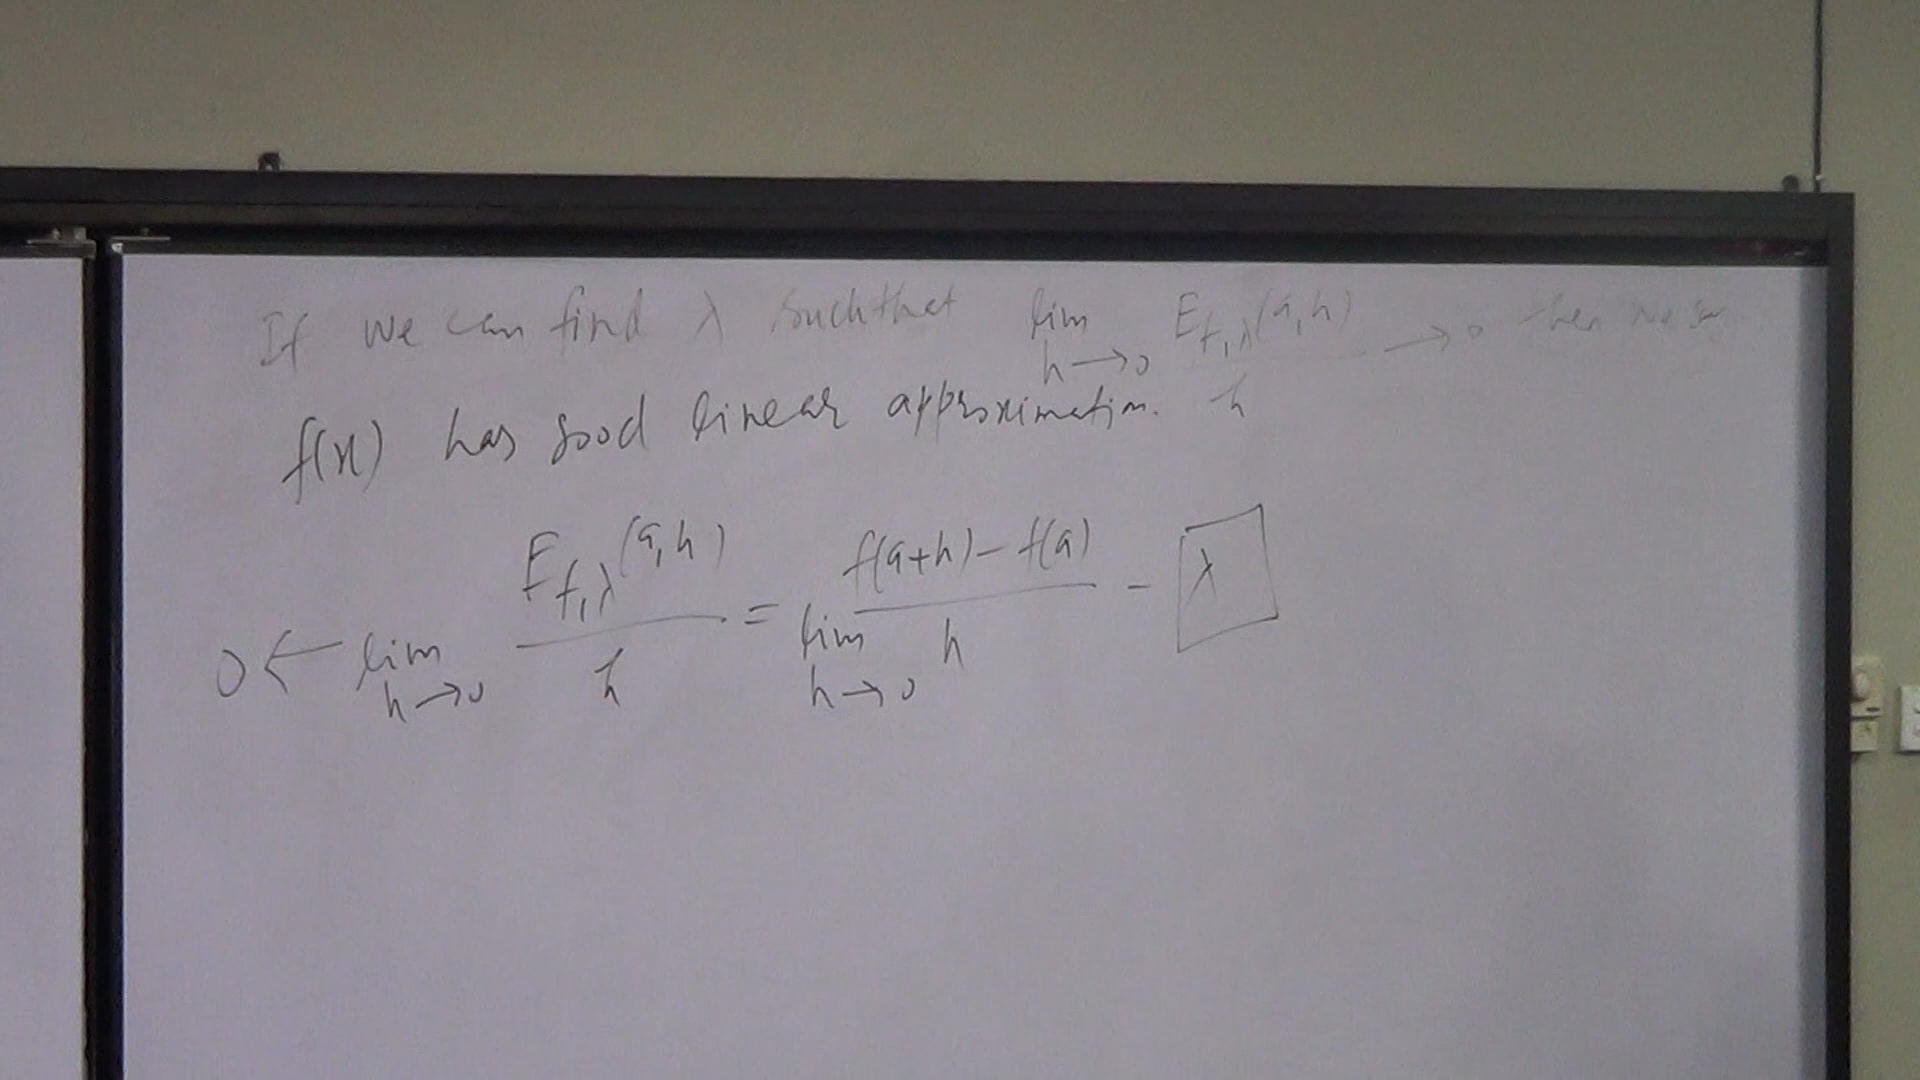 If we can find λ such that lim h→0 E_{f,λ}(a,h)/h → 0 then we say
f(x) has good linear approximation.
0 ← lim h→0 E_{f,λ}(a,h)/h = lim h→0 f(a+h)-f(a)/h - λ